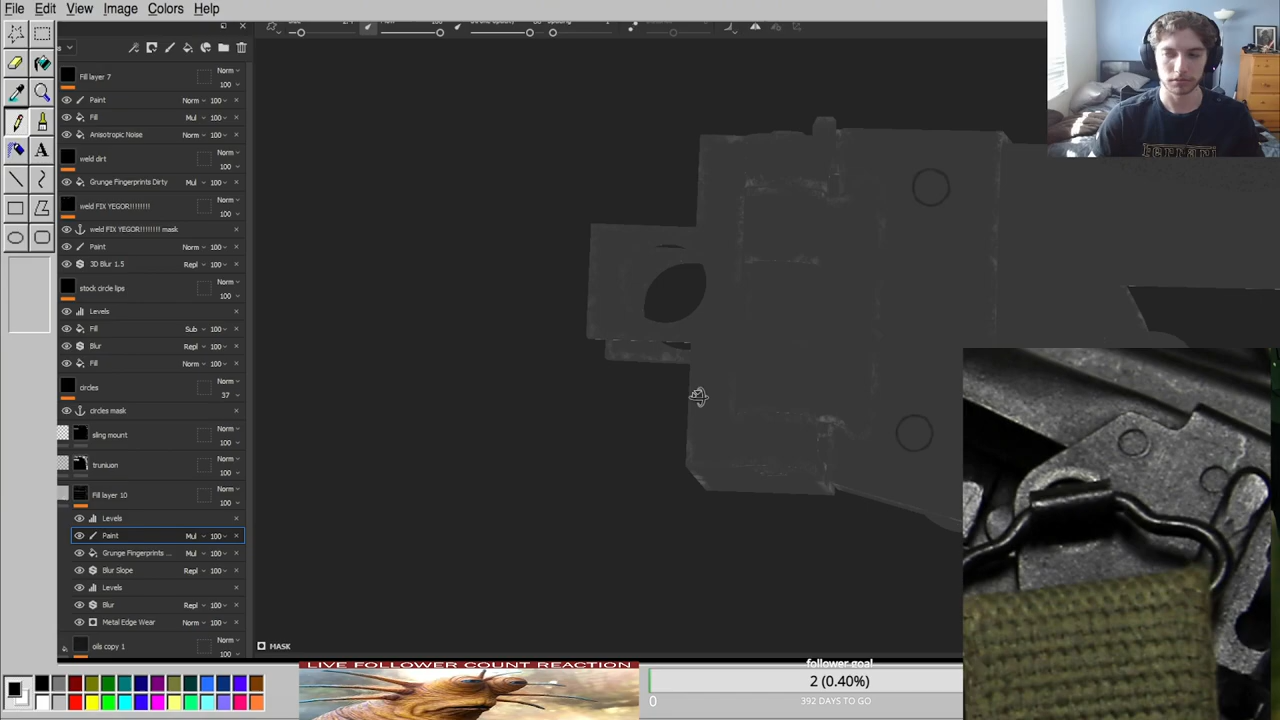 File Edit View Image Colors Help
Fill layer 7 Norm 100
Paint Norm 100
Fill Mul 100
Anisotropic Noise Norm 100
weld dirt Norm 100
Grunge Fingerprints Dirty Mul 100
weld FIX YEGOR!!!!!!!! Norm 100
weld FIX YEGOR!!!!!!!! mask
Paint Norm 100
3D Blur 1.5 Repl 100
stock circle lips Norm 100
Levels
Fill Sub 100
Blur Repl 100
Fill Norm 100
circles Norm 37
circles mask
sling mount Norm 100
trunuon Norm 100
Fill layer 10 Norm 100
Levels
Paint Mul 100
Grunge Fingerprints ... Mul 100
Blur Slope Repl 100
Levels
Blur Repl 100
Metal Edge Wear Norm 100
oils copy 1 Norm 100
MASK
LIVE FOLLOWER COUNT REACTION
follower goal
2 (0.40%)
0
392 DAYS TO GO